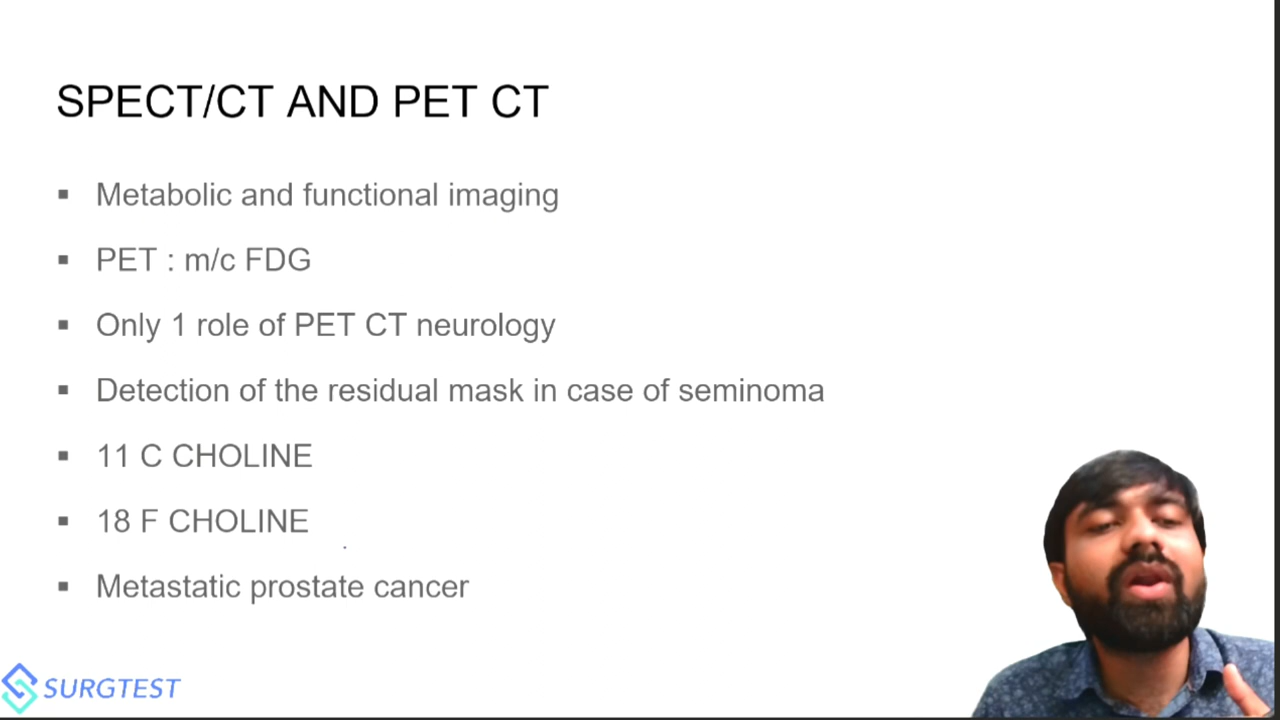 SPECT/CT AND PET CT
Metabolic and functional imaging
PET : m/c FDG
Only 1 role of PET CT neurology
Detection of the residual mask in case of seminoma
11 C CHOLINE
18 F CHOLINE
Metastatic prostate cancer
SURGTEST